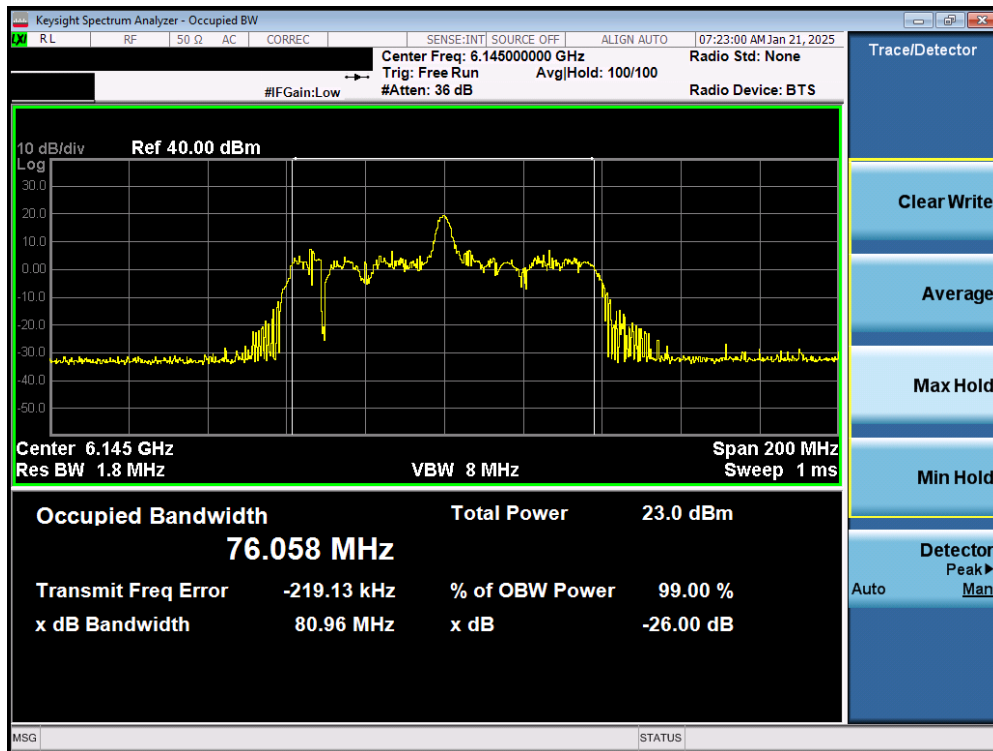 Keysight Spectrum Analyzer - Occupied BW
LXI RL RF 50 Ω AC CORREC SENSE:INT SOURCE OFF ALIGN AUTO 07:23:00 AM Jan 21, 2025
Center Freq: 6.145000000 GHz Radio Std: None
Trig: Free Run Avg|Hold: 100/100
#IFGain:Low #Atten: 36 dB Radio Device: BTS
10 dB/div Ref 40.00 dBm
Log
30.0
20.0
10.0
0.00
-10.0
-20.0
-30.0
-40.0
-50.0
Center 6.145 GHz Span 200 MHz
Res BW 1.8 MHz VBW 8 MHz Sweep 1 ms
Occupied Bandwidth Total Power 23.0 dBm
76.058 MHz
Transmit Freq Error -219.13 kHz % of OBW Power 99.00 %
x dB Bandwidth 80.96 MHz x dB -26.00 dB
MSG STATUS
Trace/Detector
Clear Write
Average
Max Hold
Min Hold
Detector
Peak▶
Auto Man